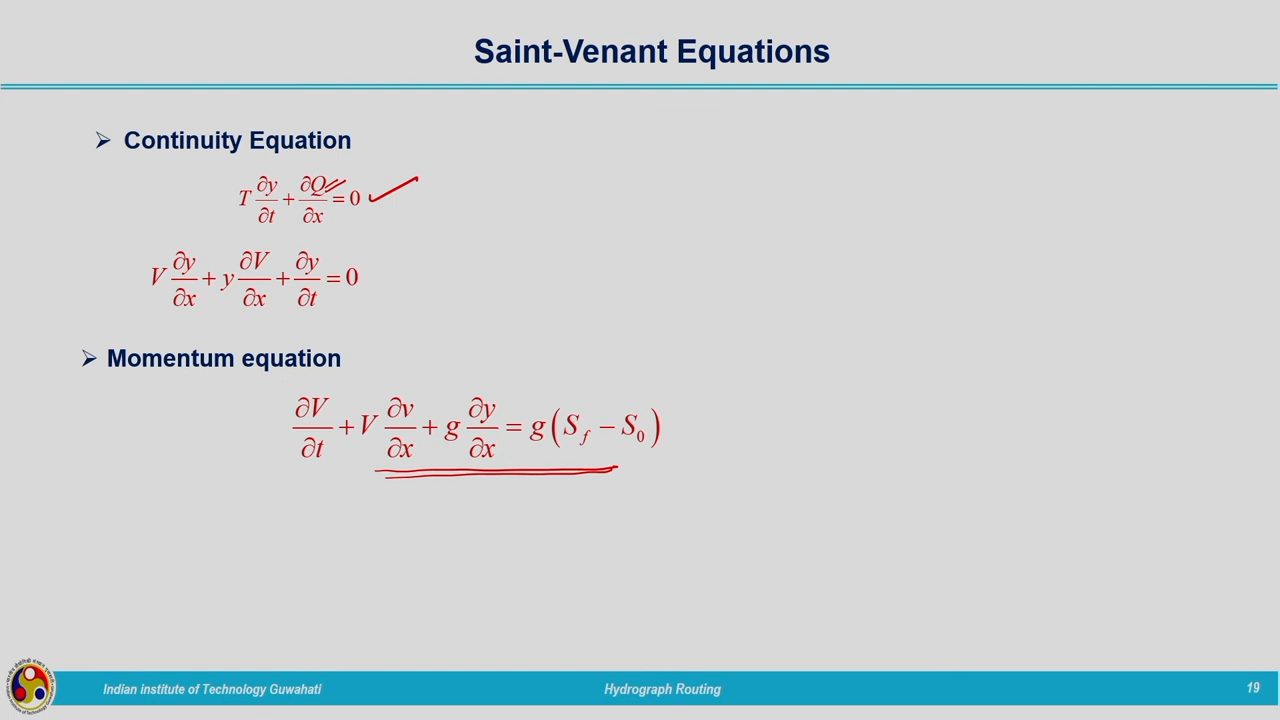 Saint-Venant Equations
➢ Continuity Equation
T ∂y/∂t + ∂Q/∂x = 0
V ∂y/∂x + y ∂V/∂x + ∂y/∂t = 0
➢ Momentum equation
∂V/∂t + V ∂v/∂x + g ∂y/∂x = g(S_f − S_0)
Indian institute of Technology Guwahati
Hydrograph Routing
19